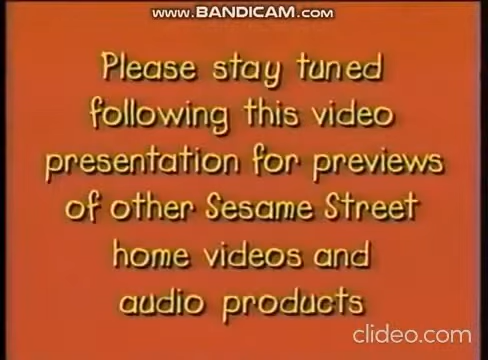 www.BANDICAM.com
Please stay tuned
following this video
presentation for previews
of other Sesame Street
home videos and
audio products
clideo.com